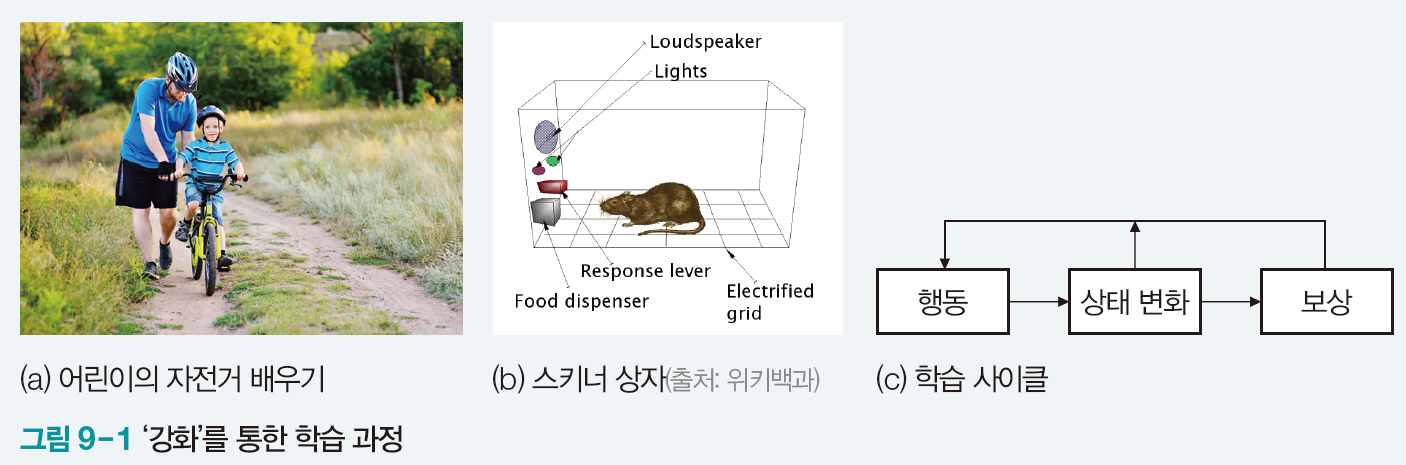 Loudspeaker
Lights
Response lever
Food dispenser
Electrified
grid
행동
상태 변화
보상
(a) 어린이의 자전거 배우기
(b) 스키너 상자(출처: 위키백과)
(c) 학습 사이클
그림 9-1 ‘강화’를 통한 학습 과정